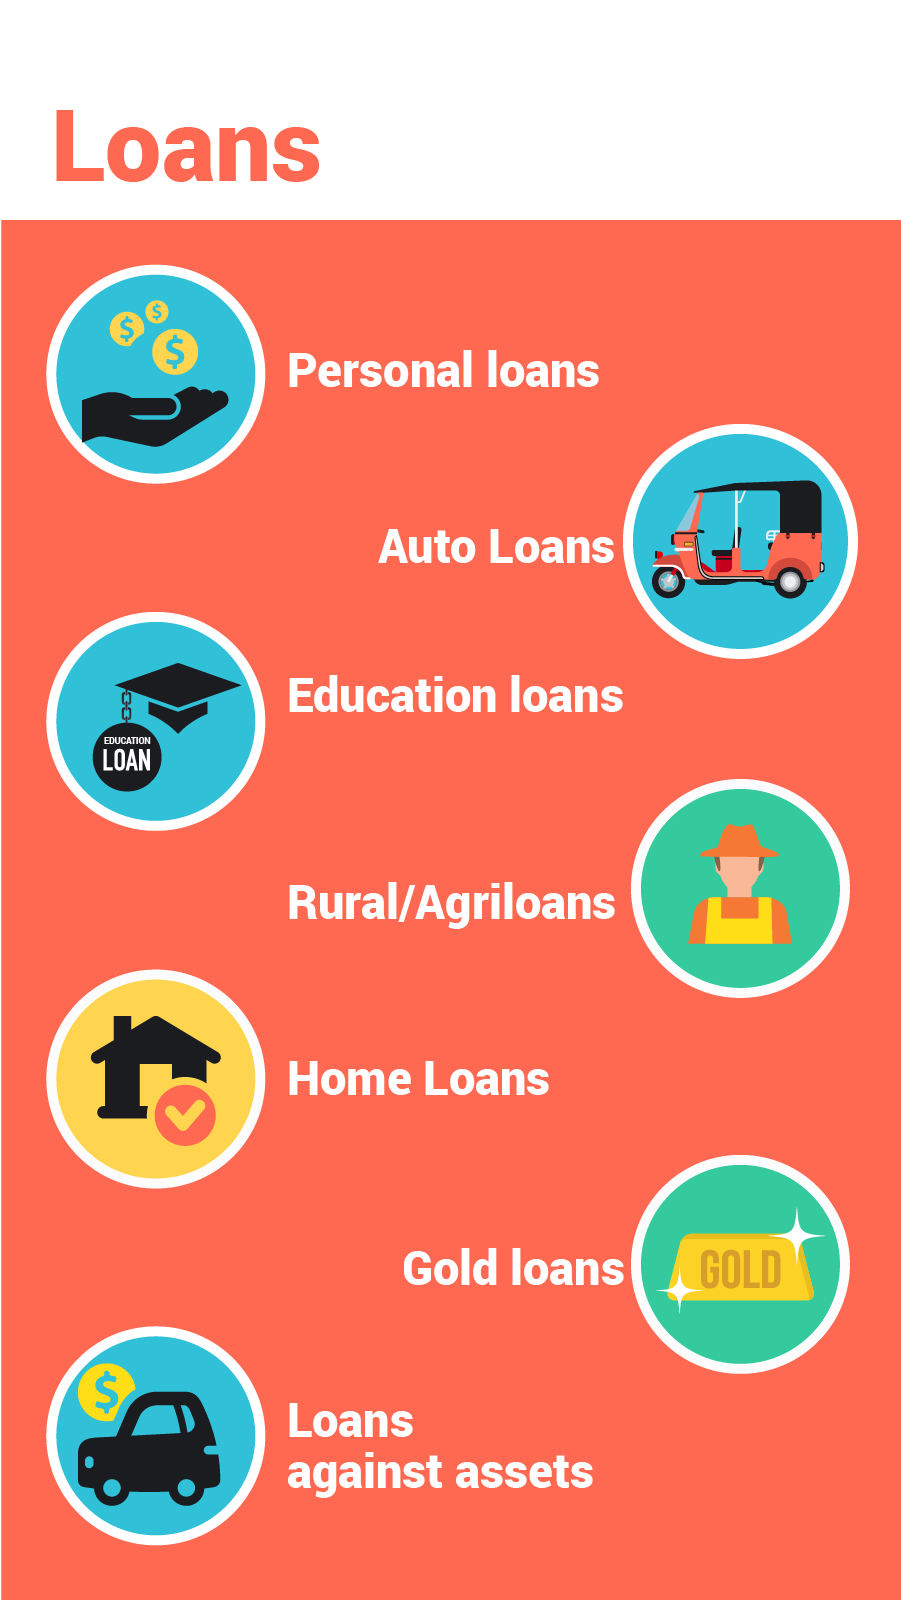 Loans
$
$
$
Personal loans
Auto Loans
Education loans
EDUCATION
LOAN
Rural/Agriloans
Home Loans
Gold loans
GOLD
$
Loans
against assets